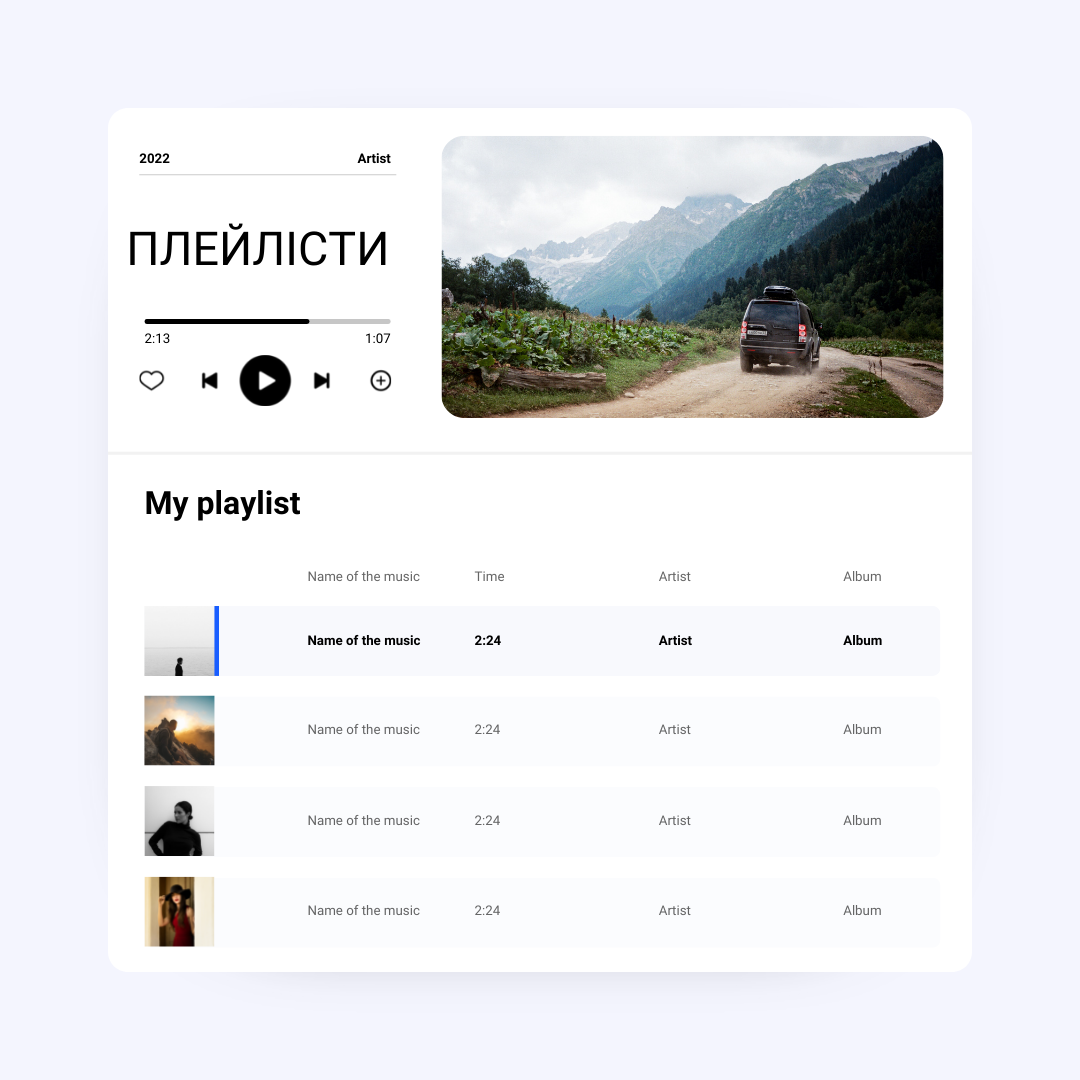 2022 Artist
ПЛЕЙЛІСТИ
2:13 1:07
My playlist
Name of the music Time Artist Album
Name of the music 2:24 Artist Album
Name of the music 2:24 Artist Album
Name of the music 2:24 Artist Album
Name of the music 2:24 Artist Album